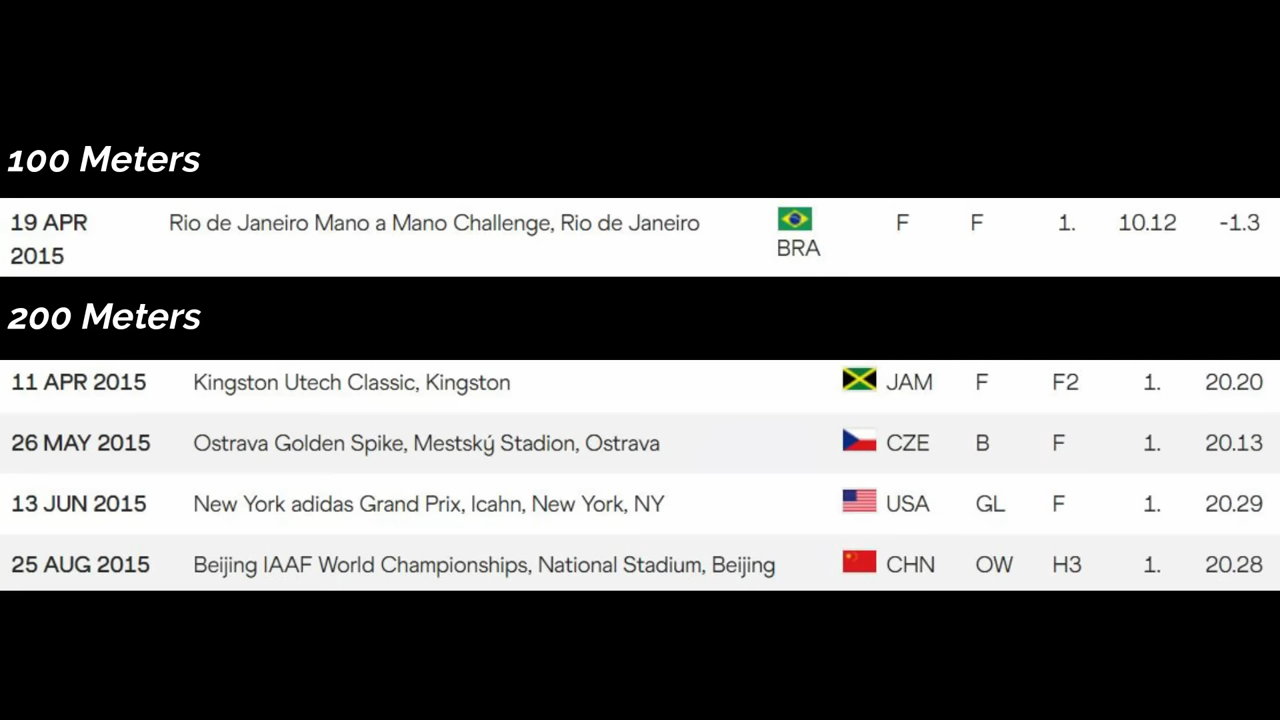 100 Meters
19 APR 2015 Rio de Janeiro Mano a Mano Challenge, Rio de Janeiro BRA F F 1. 10.12 -1.3
200 Meters
11 APR 2015 Kingston Utech Classic, Kingston JAM F F2 1. 20.20
26 MAY 2015 Ostrava Golden Spike, Mestský Stadion, Ostrava CZE B F 1. 20.13
13 JUN 2015 New York adidas Grand Prix, Icahn, New York, NY USA GL F 1. 20.29
25 AUG 2015 Beijing IAAF World Championships, National Stadium, Beijing CHN OW H3 1. 20.28